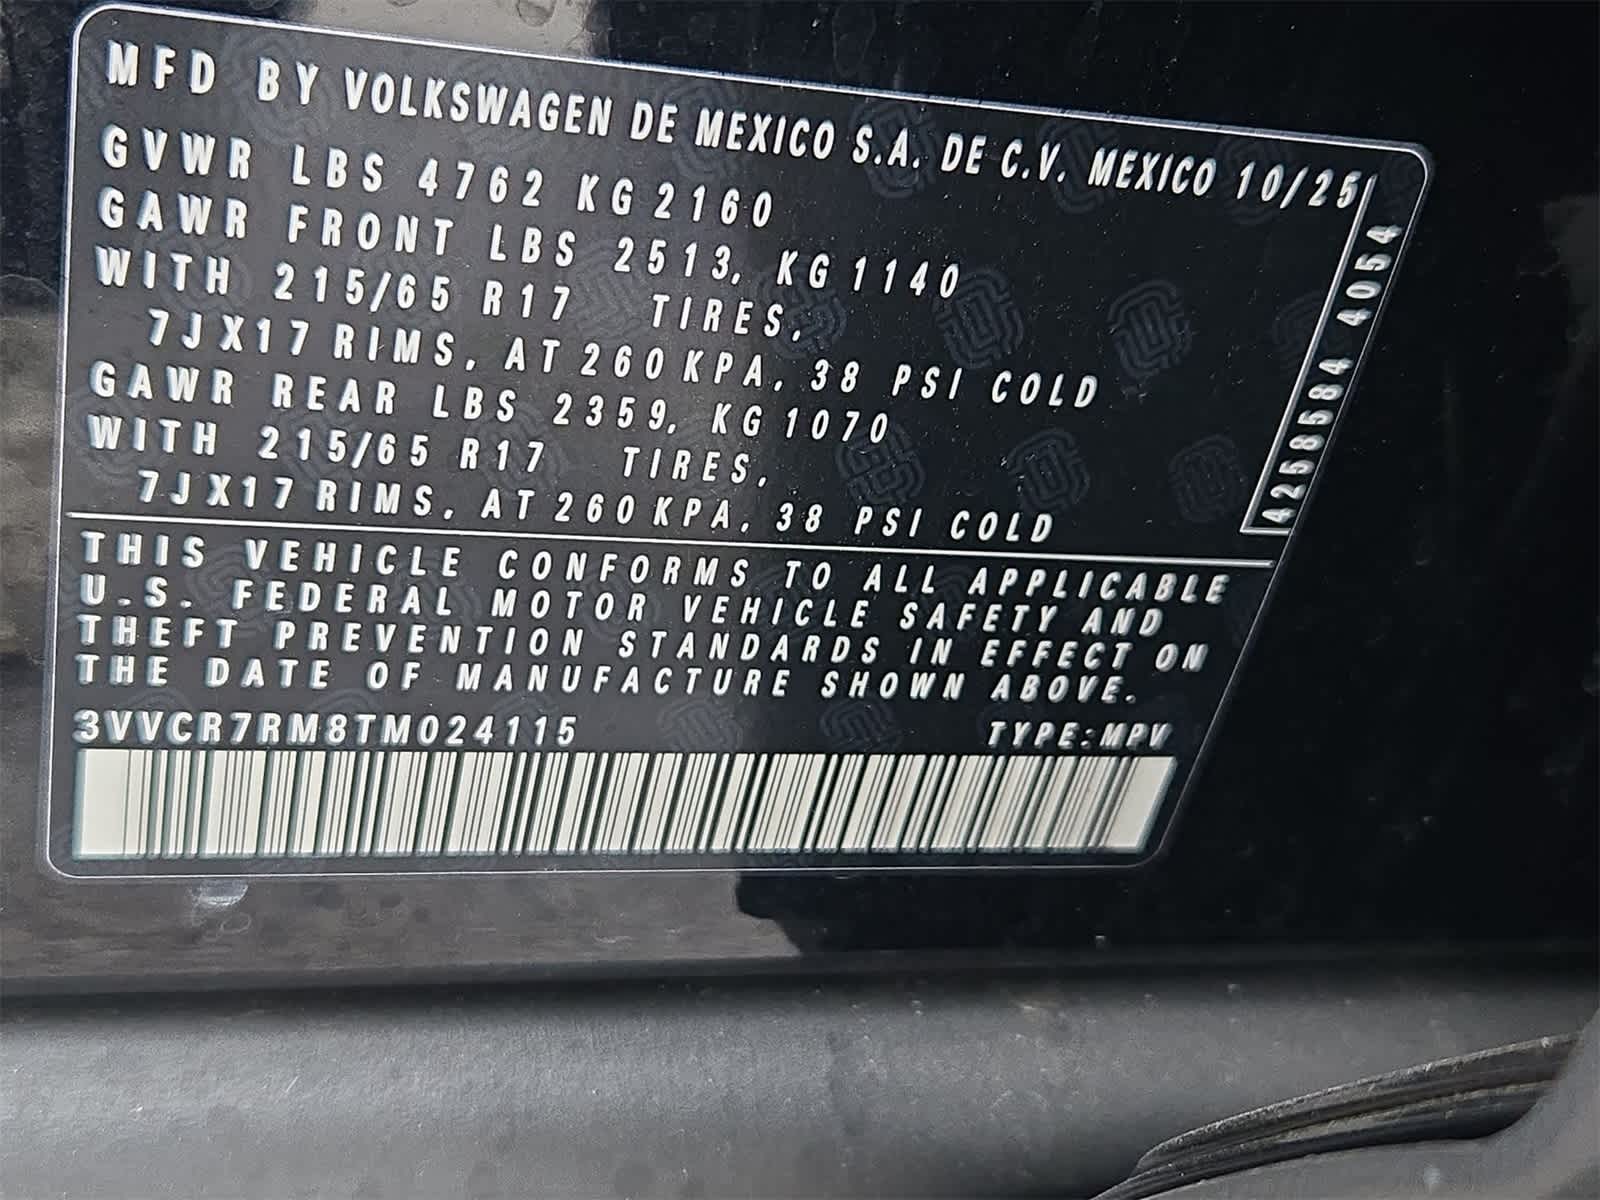 MFD BY VOLKSWAGEN DE MEXICO S.A. DE C.V. MEXICO 10/25
GVWR LBS 4762 KG 2160
GAWR FRONT LBS 2513, KG 1140
WITH 215/65 R17 TIRES,
7JX17 RIMS, AT 260 KPA, 38 PSI COLD
GAWR REAR LBS 2359, KG 1070
WITH 215/65 R17 TIRES,
7JX17 RIMS, AT 260 KPA, 38 PSI COLD
4258584 4054
THIS VEHICLE CONFORMS TO ALL APPLICABLE
U.S. FEDERAL MOTOR VEHICLE SAFETY AND
THEFT PREVENTION STANDARDS IN EFFECT ON
THE DATE OF MANUFACTURE SHOWN ABOVE.
3VVCR7RM8TM024115 TYPE:MPV